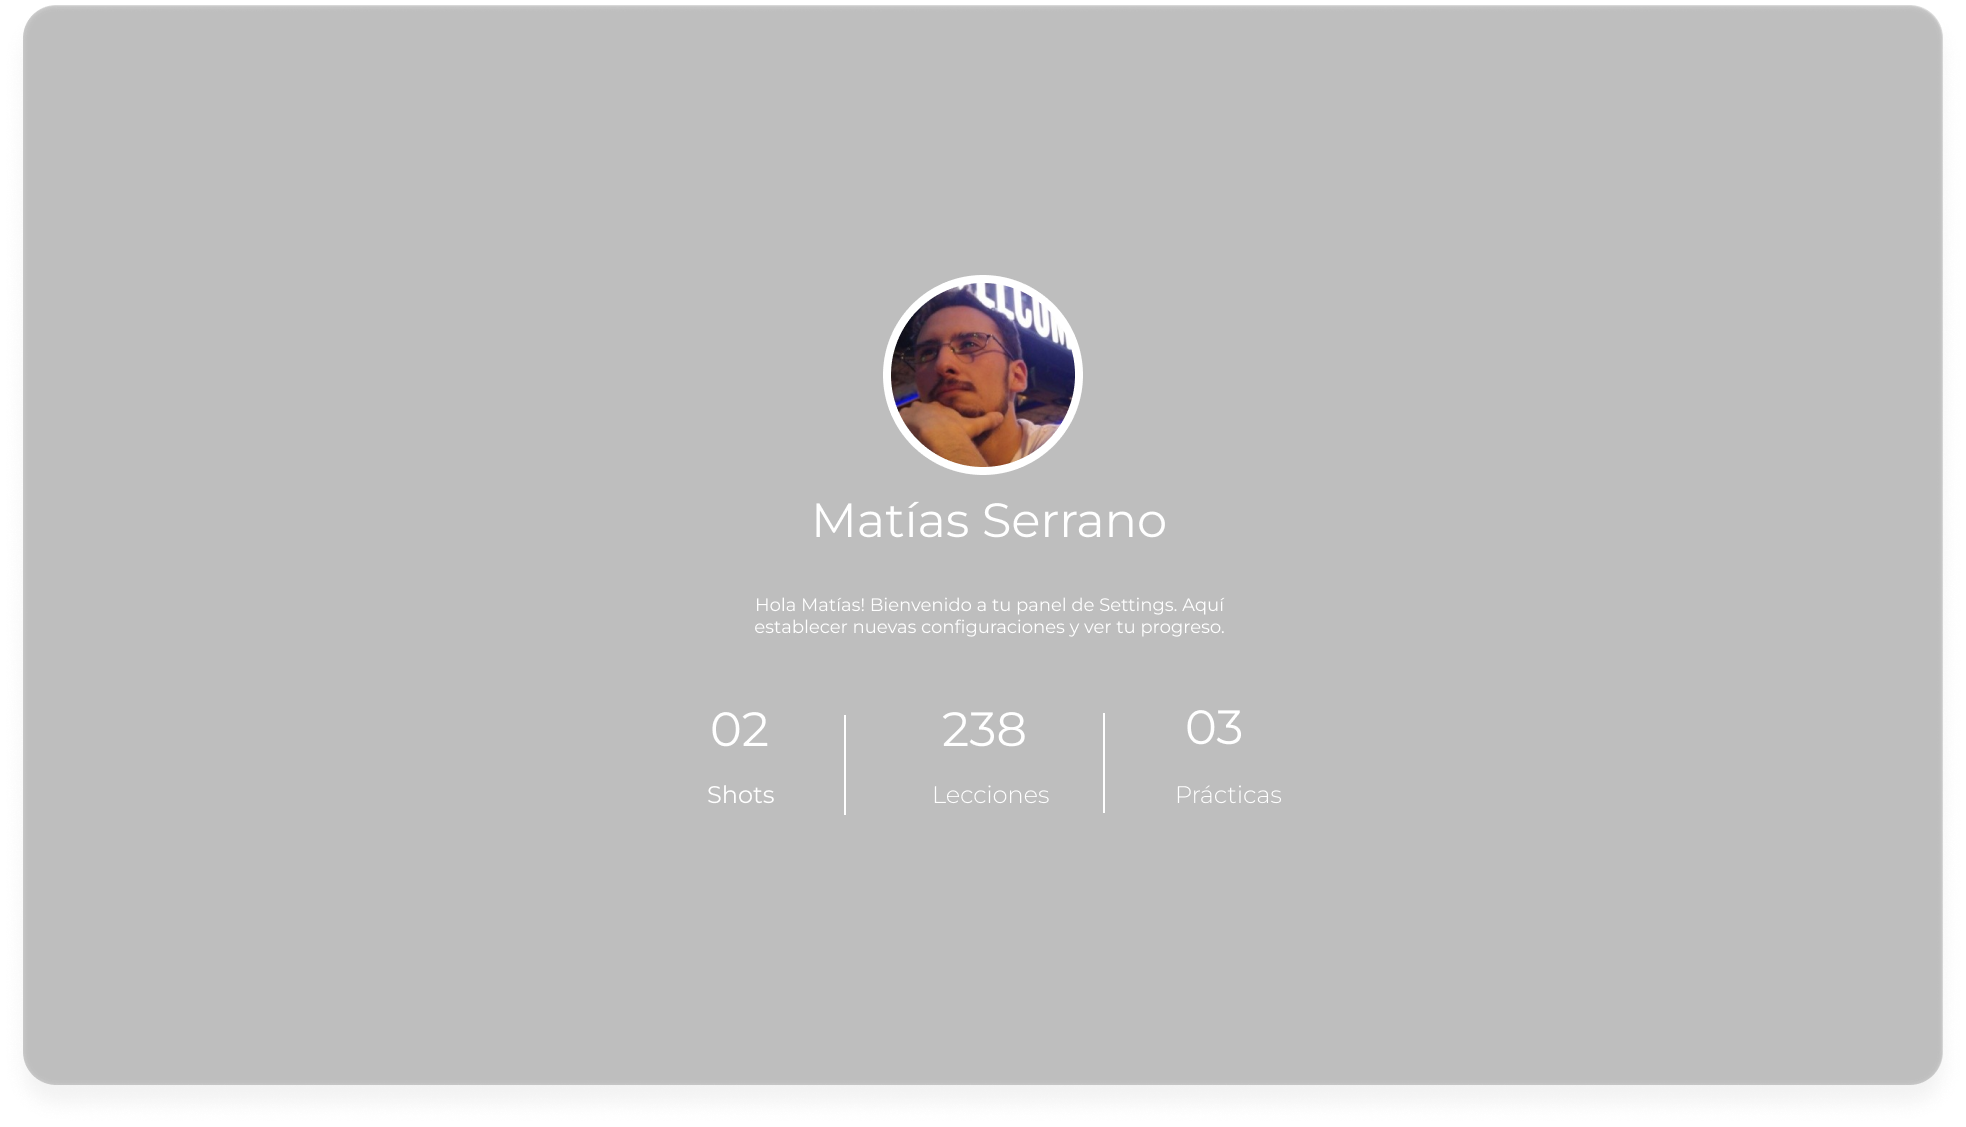 Matías Serrano
Hola Matías! Bienvenido a tu panel de Settings. Aquí
establecer nuevas configuraciones y ver tu progreso.
02
238
03
Shots
Lecciones
Prácticas